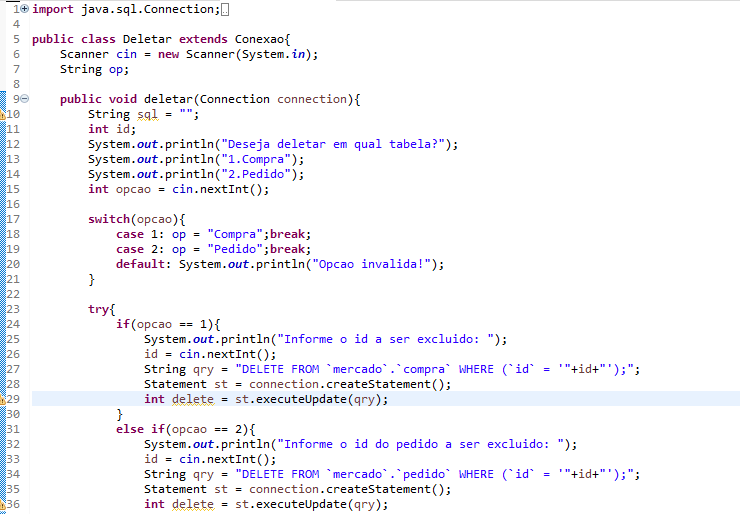 1 import java.sql.Connection;
4
5 public class Deletar extends Conexao{
6 Scanner cin = new Scanner(System.in);
7 String op;
8
9 public void deletar(Connection connection){
10 String sql = "";
11 int id;
12 System.out.println("Deseja deletar em qual tabela?");
13 System.out.println("1.Compra");
14 System.out.println("2.Pedido");
15 int opcao = cin.nextInt();
16
17 switch(opcao){
18 case 1: op = "Compra";break;
19 case 2: op = "Pedido";break;
20 default: System.out.println("Opcao invalida!");
21 }
22
23 try{
24 if(opcao == 1){
25 System.out.println("Informe o id a ser excluido: ");
26 id = cin.nextInt();
27 String qry = "DELETE FROM `mercado`.`compra` WHERE (`id` = '"+id+"');";
28 Statement st = connection.createStatement();
29 int delete = st.executeUpdate(qry);
30 }
31 else if(opcao == 2){
32 System.out.println("Informe o id do pedido a ser excluido: ");
33 id = cin.nextInt();
34 String qry = "DELETE FROM `mercado`.`pedido` WHERE (`id` = '"+id+"');";
35 Statement st = connection.createStatement();
36 int delete = st.executeUpdate(qry);